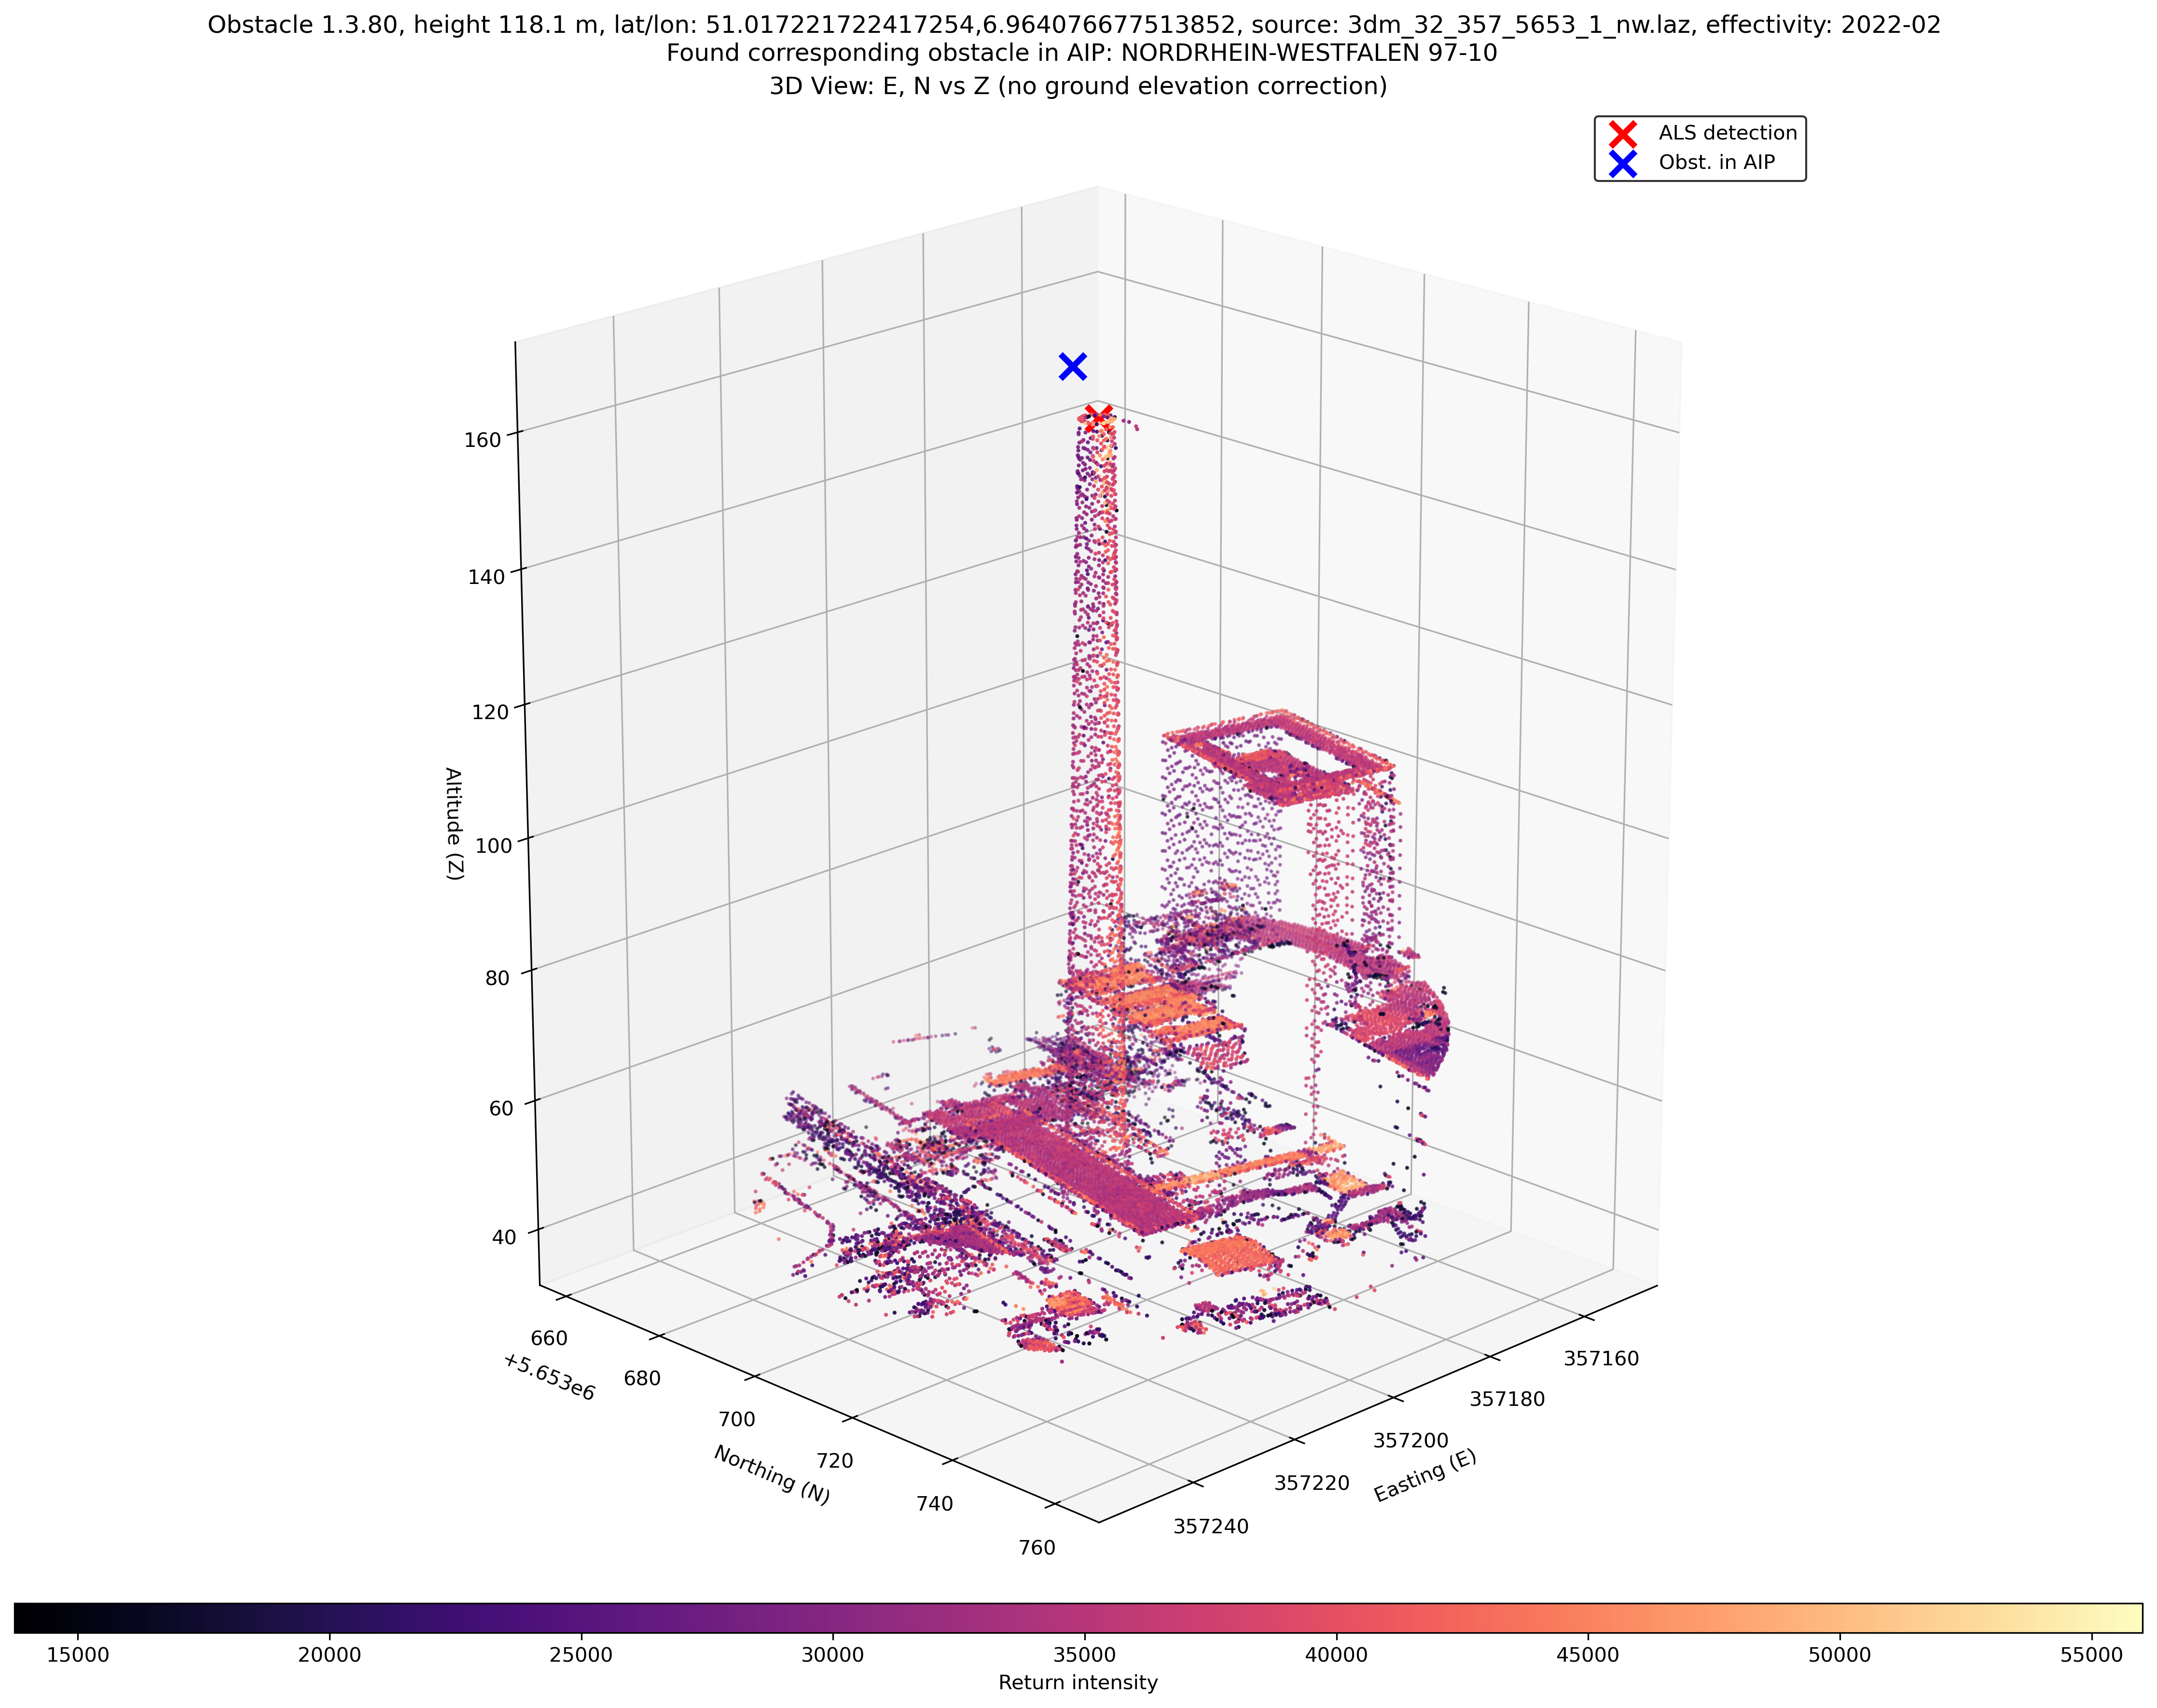 Obstacle 1.3.80, height 118.1 m, lat/lon: 51.017221722417254,6.964076677513852, source: 3dm_32_357_5653_1_nw.laz, effectivity: 2022-02
Found corresponding obstacle in AIP: NORDRHEIN-WESTFALEN 97-10
3D View: E, N vs Z (no ground elevation correction)
ALS detection
Obst. in AIP
160
140
120
100
80
60
40
Altitude (Z)
660
680
700
720
740
760
+5.653e6
Northing (N)
357160
357180
357200
357220
357240
Easting (E)
15000
20000
25000
30000
35000
40000
45000
50000
55000
Return intensity